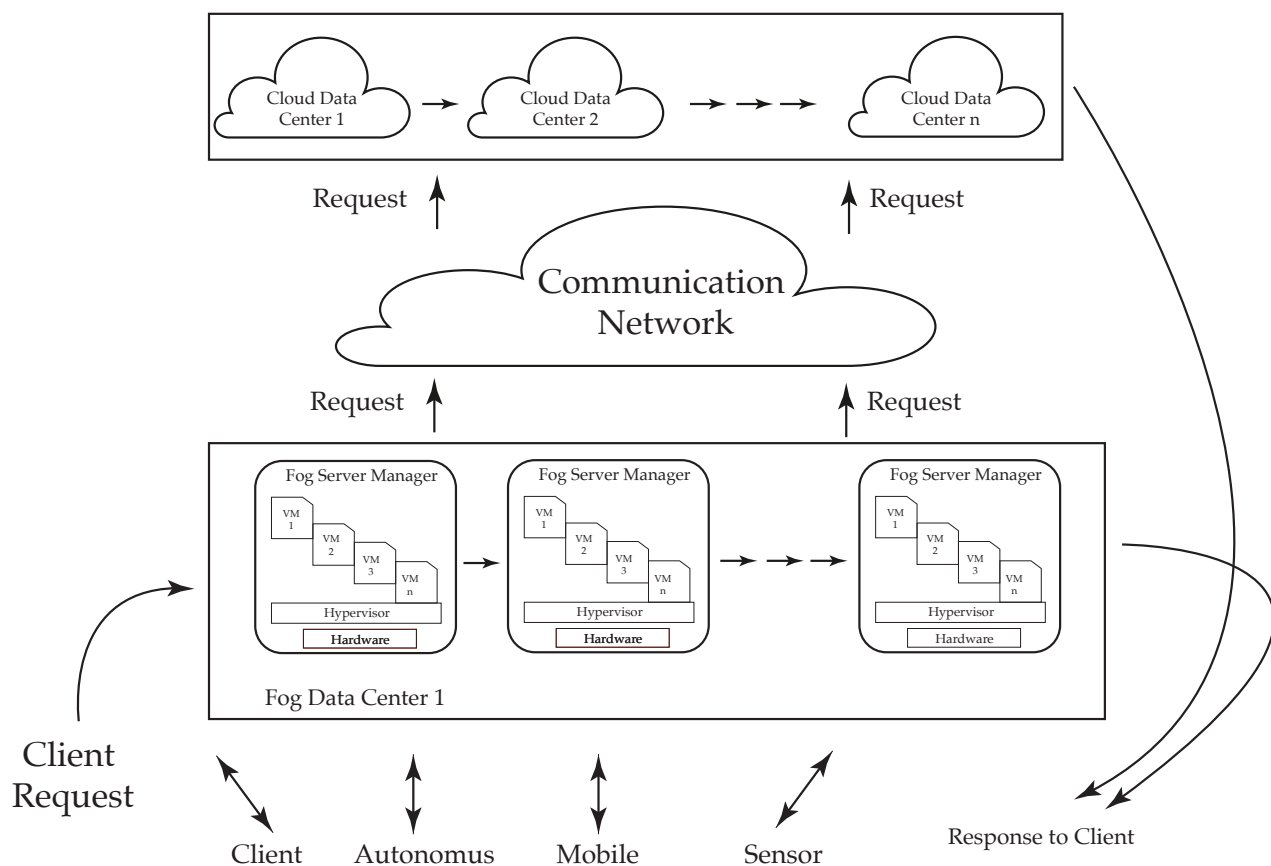 Cloud Data
Center 1
Cloud Data
Center 2
Cloud Data
Center n
Request
Request
Communication
Network
Request
Request
Fog Server Manager
VM
1
VM
2
VM
3
VM
n
Hypervisor
Hardware
Fog Server Manager
VM
1
VM
2
VM
3
VM
n
Hypervisor
Hardware
Fog Server Manager
VM
1
VM
2
VM
3
VM
n
Hypervisor
Hardware
Fog Data Center 1
Client
Request
Client
Autonomus
Mobile
Sensor
Response to Client